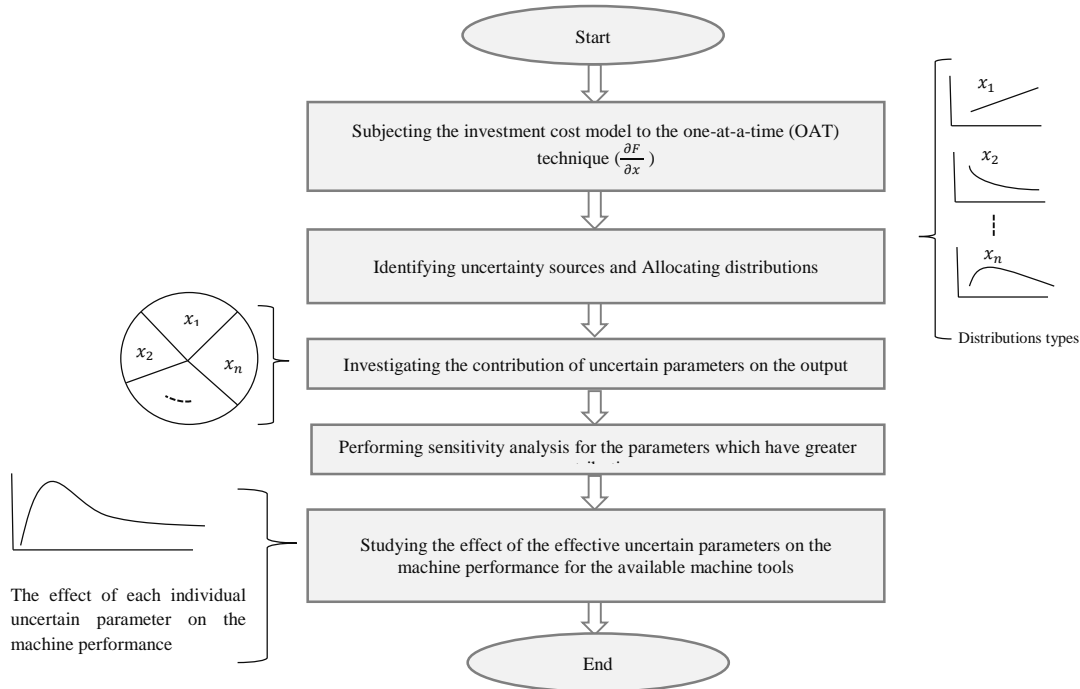 Start
Subjecting the investment cost model to the one-at-a-time (OAT)
technique (∂F/∂x)
Identifying uncertainty sources and Allocating distributions
x₁
x₂
xₙ
Distributions types
x₁
x₂
xₙ
Investigating the contribution of uncertain parameters on the output
Performing sensitivity analysis for the parameters which have greater
Studying the effect of the effective uncertain parameters on the
machine performance for the available machine tools
The effect of each individual
uncertain parameter on the
machine performance
End